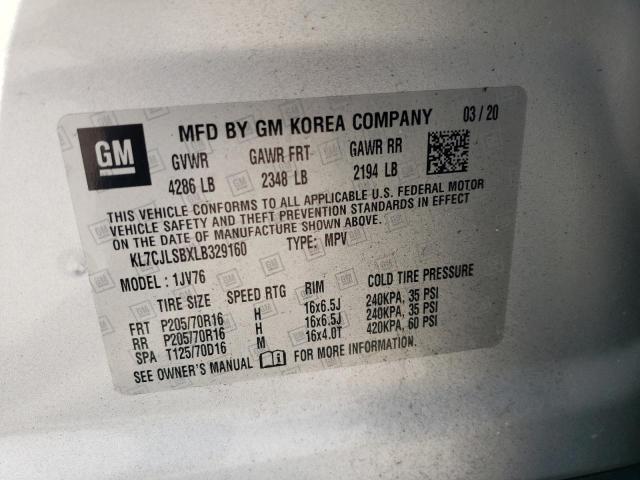 GM
MFD BY GM KOREA COMPANY 03/20
GVWR GAWR FRT GAWR RR
4286 LB 2348 LB 2194 LB
THIS VEHICLE CONFORMS TO ALL APPLICABLE U.S. FEDERAL MOTOR
VEHICLE SAFETY AND THEFT PREVENTION STANDARDS IN EFFECT
ON THE DATE OF MANUFACTURE SHOWN ABOVE.
KL7CJLSBXLB329160 TYPE: MPV
MODEL: 1JV76
TIRE SIZE SPEED RTG RIM COLD TIRE PRESSURE
FRT P205/70R16 H 16x6.5J 240KPA, 35 PSI
RR P205/70R16 H 16x6.5J 240KPA, 35 PSI
SPA T125/70D16 M 16x4.0T 420KPA, 60 PSI
SEE OWNER'S MANUAL FOR MORE INFORMATION.